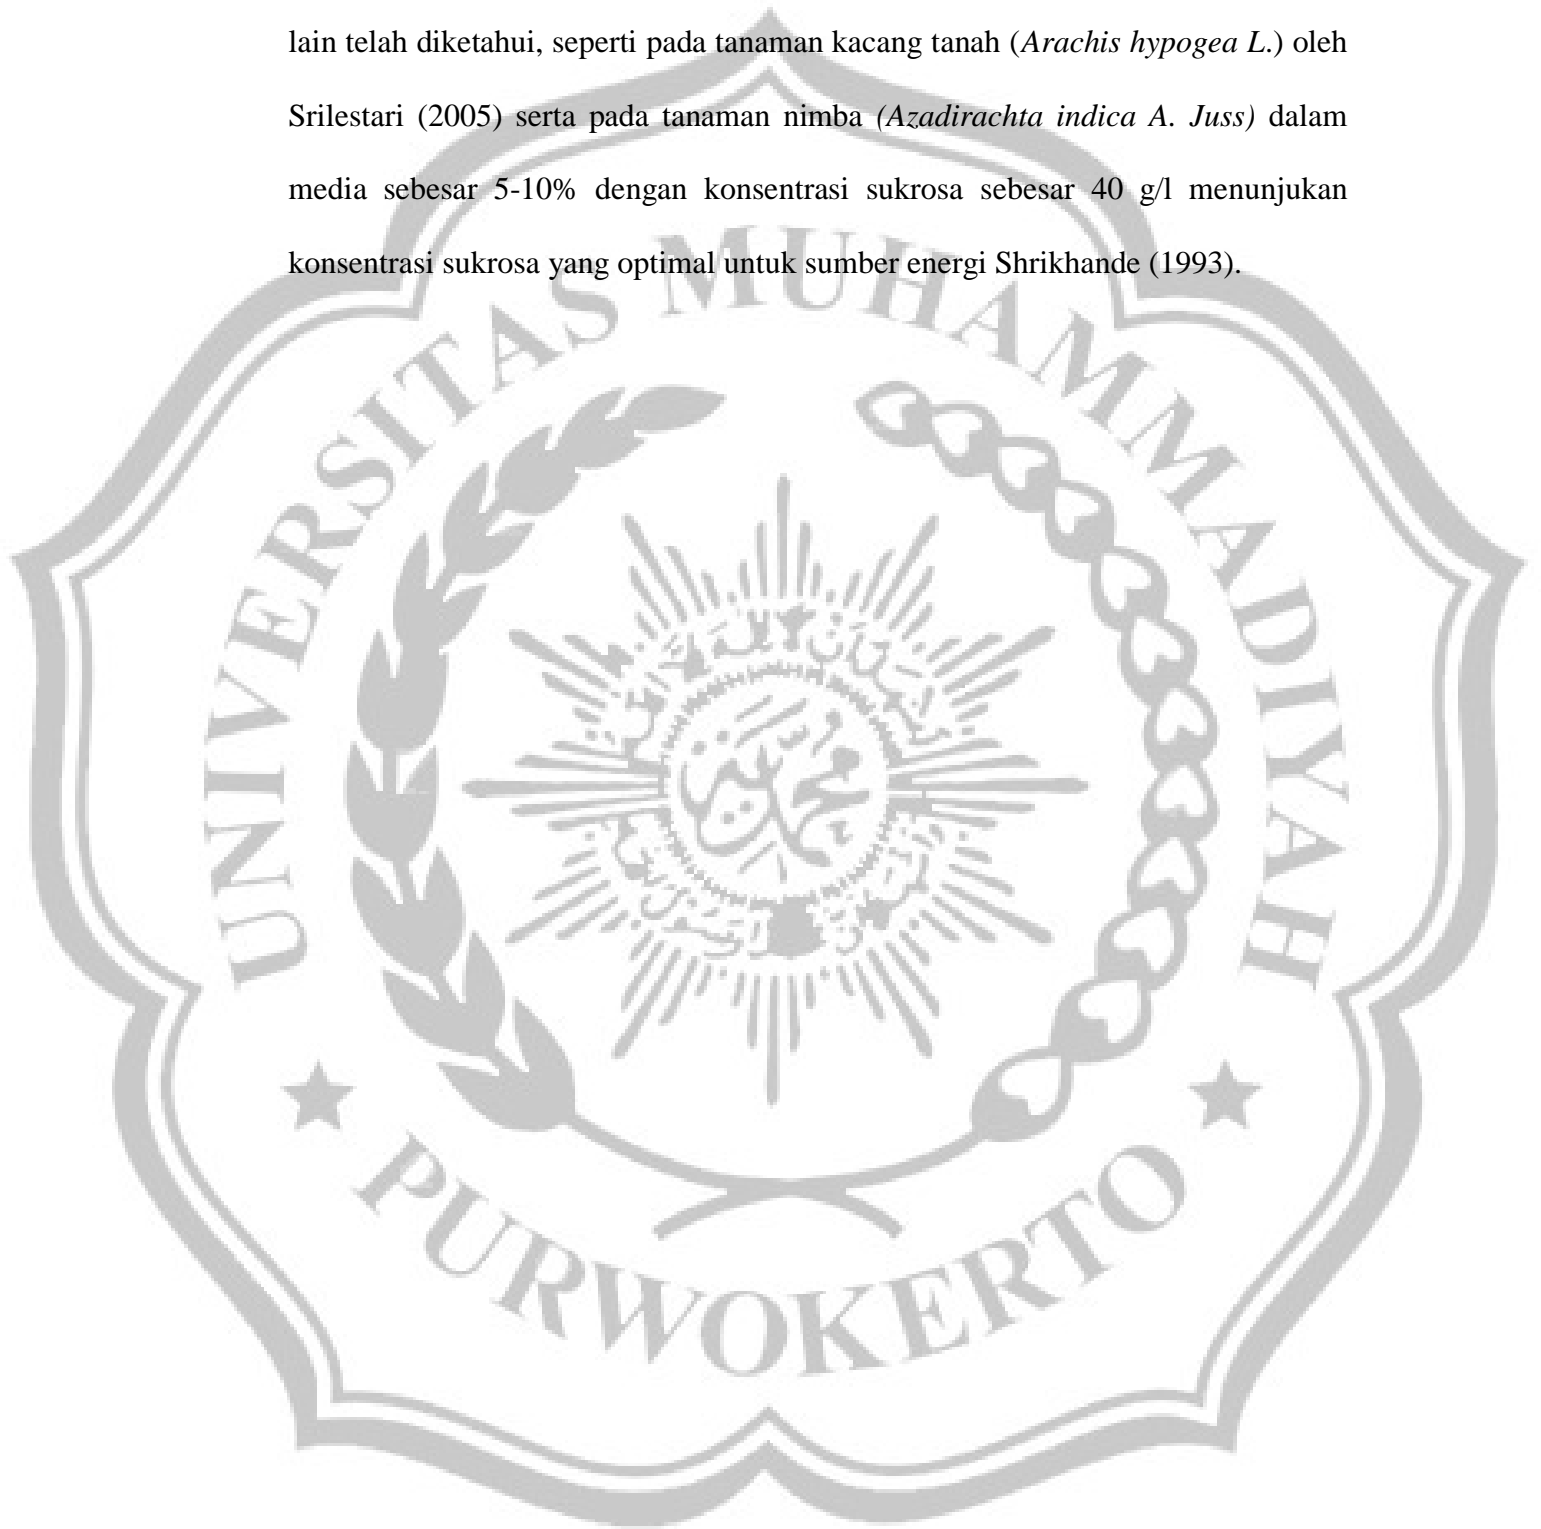 lain telah diketahui, seperti pada tanaman kacang tanah (Arachis hypogea L.) oleh
Srilestari (2005) serta pada tanaman nimba (Azadirachta indica A. Juss) dalam
media sebesar 5-10% dengan konsentrasi sukrosa sebesar 40 g/l menunjukan
konsentrasi sukrosa yang optimal untuk sumber energi Shrikhande (1993).
UNIVERSITAS MUHAMMADIYAH
محمدية
PURWOKERTO